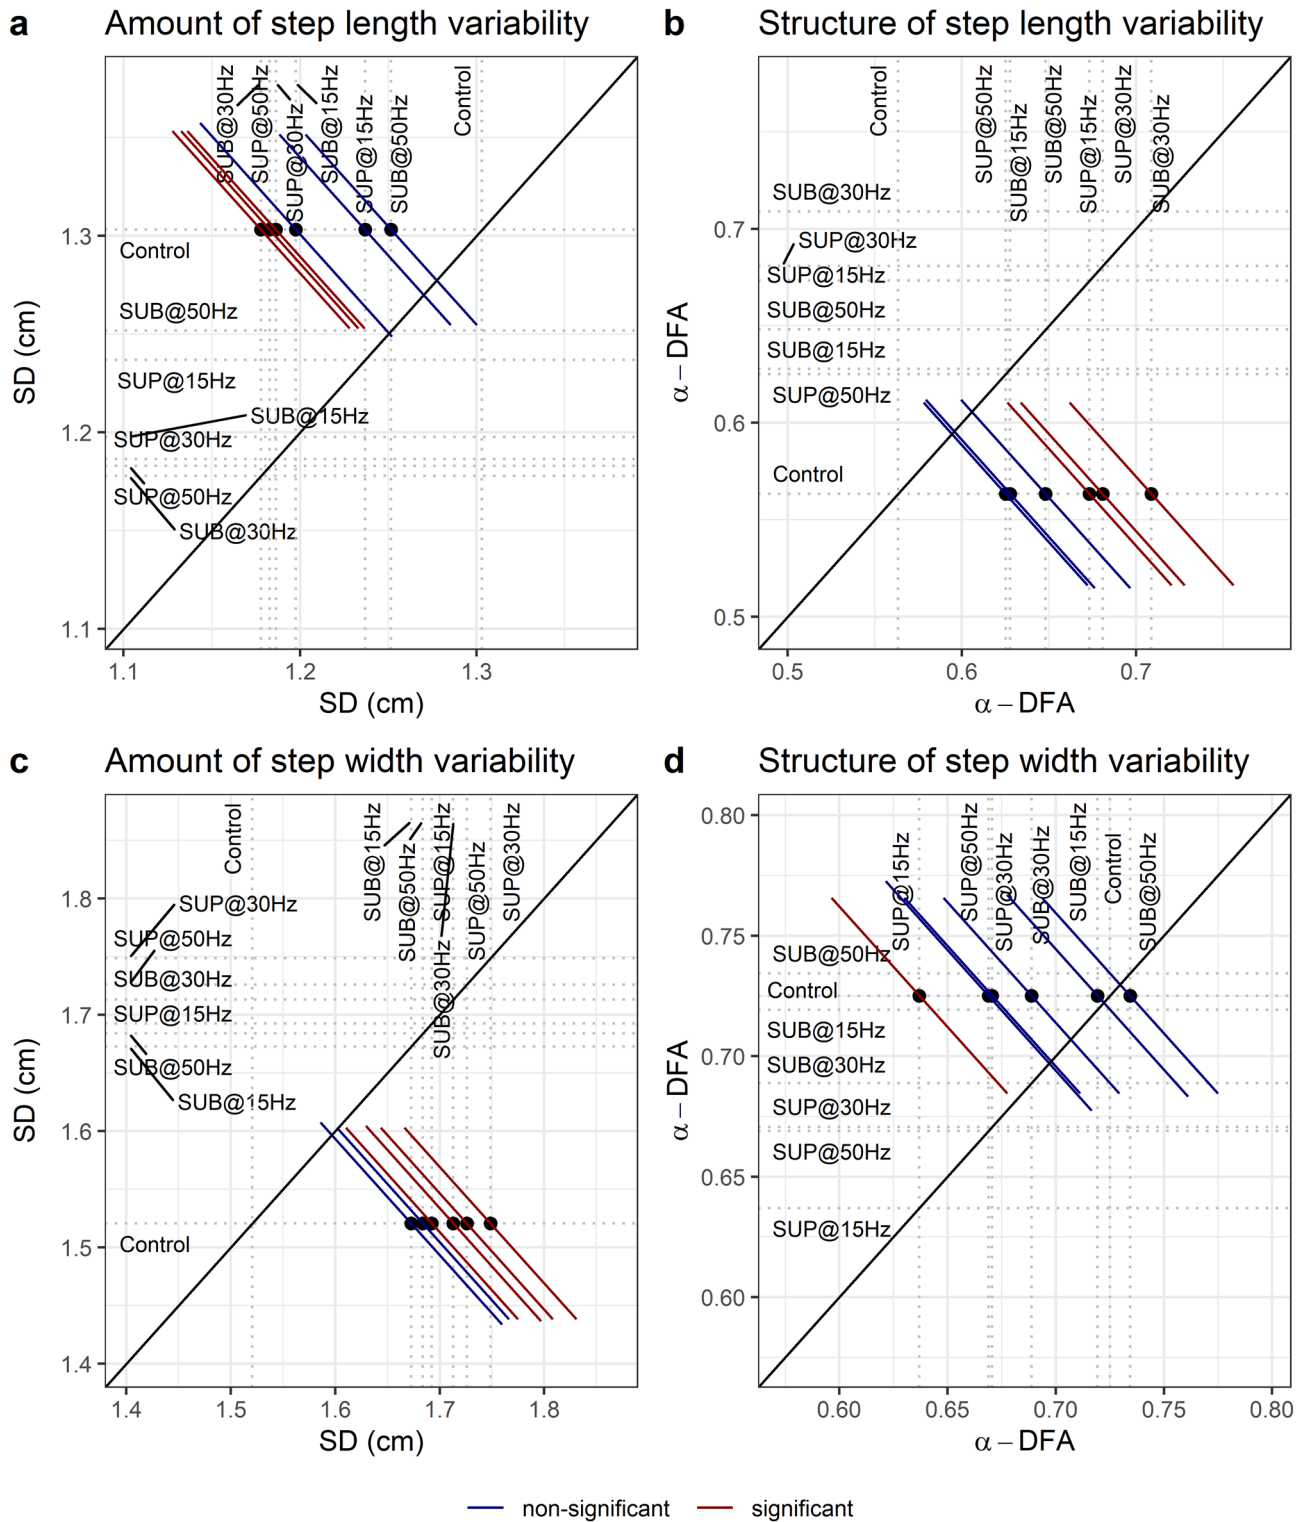 a Amount of step length variability
SUB@30Hz
SUP@50Hz
SUP@30Hz
SUB@15Hz
SUP@15Hz
SUB@50Hz
Control
1.3
Control
SUB@50Hz
SUP@15Hz
SUB@15Hz
1.2
SUP@30Hz
SUP@50Hz
SUB@30Hz
1.1
SD (cm)
1.1 1.2 1.3
SD (cm)
b Structure of step length variability
Control
SUP@50Hz
SUB@15Hz
SUB@50Hz
SUP@15Hz
SUP@30Hz
SUB@30Hz
SUB@30Hz
0.7
SUP@30Hz
SUP@15Hz
SUB@50Hz
SUB@15Hz
SUP@50Hz
0.6
Control
0.5
α – DFA
0.5 0.6 0.7
α – DFA
c Amount of step width variability
Control
SUB@15Hz
SUB@50Hz
SUP@15Hz
SUB@30Hz
SUP@50Hz
SUP@30Hz
1.8
SUP@30Hz
SUP@50Hz
SUB@30Hz
1.7
SUP@15Hz
SUB@50Hz
SUB@15Hz
1.6
1.5
Control
1.4
SD (cm)
1.4 1.5 1.6 1.7 1.8
SD (cm)
d Structure of step width variability
SUP@15Hz
SUP@50Hz
SUP@30Hz
SUB@30Hz
SUB@15Hz
Control
SUB@50Hz
0.80
0.75
SUB@50Hz
Control
SUB@15Hz
0.70
SUB@30Hz
SUP@30Hz
SUP@50Hz
0.65
SUP@15Hz
0.60
α – DFA
0.60 0.65 0.70 0.75 0.80
α – DFA
non-significant significant